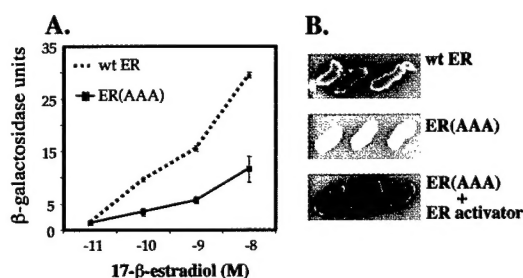 A.
β-galactosidase units
35
25
15
5
0
wt ER
ER(AAA)
-11 -10 -9 -8
17-β-estradiol (M)
B.
wt ER
ER(AAA)
ER(AAA)
+
ER activator